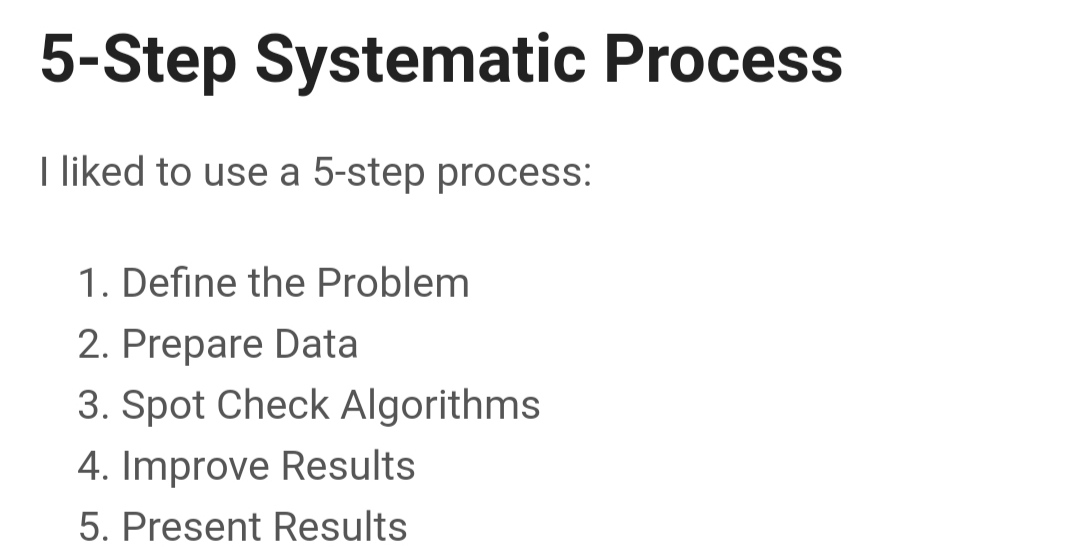 5-Step Systematic Process
I liked to use a 5-step process:
1. Define the Problem
2. Prepare Data
3. Spot Check Algorithms
4. Improve Results
5. Present Results